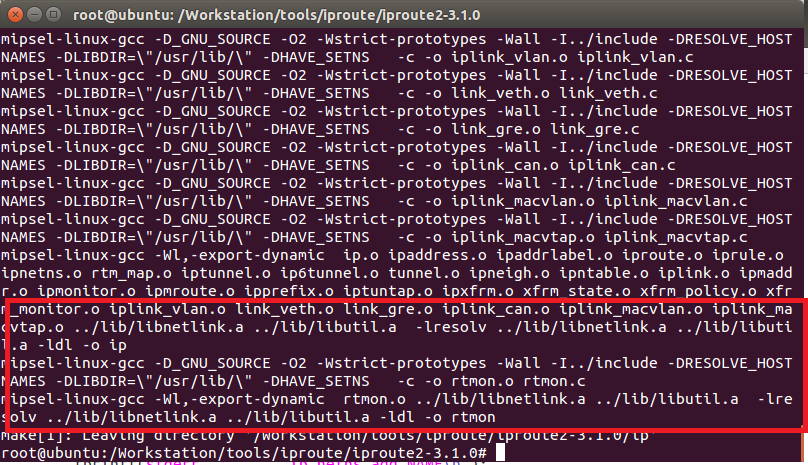 root@ubuntu: /Workstation/tools/iproute/iproute2-3.1.0
mipsel-linux-gcc -D_GNU_SOURCE -O2 -Wstrict-prototypes -Wall -I../include -DRESOLVE_HOST
NAMES -DLIBDIR=\"/usr/lib/\" -DHAVE_SETNS   -c -o iplink_vlan.o iplink_vlan.c
mipsel-linux-gcc -D_GNU_SOURCE -O2 -Wstrict-prototypes -Wall -I../include -DRESOLVE_HOST
NAMES -DLIBDIR=\"/usr/lib/\" -DHAVE_SETNS   -c -o link_veth.o link_veth.c
mipsel-linux-gcc -D_GNU_SOURCE -O2 -Wstrict-prototypes -Wall -I../include -DRESOLVE_HOST
NAMES -DLIBDIR=\"/usr/lib/\" -DHAVE_SETNS   -c -o link_gre.o link_gre.c
mipsel-linux-gcc -D_GNU_SOURCE -O2 -Wstrict-prototypes -Wall -I../include -DRESOLVE_HOST
NAMES -DLIBDIR=\"/usr/lib/\" -DHAVE_SETNS   -c -o iplink_can.o iplink_can.c
mipsel-linux-gcc -D_GNU_SOURCE -O2 -Wstrict-prototypes -Wall -I../include -DRESOLVE_HOST
NAMES -DLIBDIR=\"/usr/lib/\" -DHAVE_SETNS   -c -o iplink_macvlan.o iplink_macvlan.c
mipsel-linux-gcc -D_GNU_SOURCE -O2 -Wstrict-prototypes -Wall -I../include -DRESOLVE_HOST
NAMES -DLIBDIR=\"/usr/lib/\" -DHAVE_SETNS   -c -o iplink_macvtap.o iplink_macvtap.c
mipsel-linux-gcc -Wl,-export-dynamic  ip.o ipaddress.o ipaddrlabel.o iproute.o iprule.o
ipnetns.o rtm_map.o iptunnel.o ip6tunnel.o tunnel.o ipneigh.o ipntable.o iplink.o ipmadd
r.o ipmonitor.o ipmroute.o ipprefix.o iptuntap.o ipxfrm.o xfrm_state.o xfrm_policy.o xfr
m_monitor.o iplink_vlan.o link_veth.o link_gre.o iplink_can.o iplink_macvlan.o iplink_ma
cvtap.o ../lib/libnetlink.a ../lib/libutil.a  -lresolv ../lib/libnetlink.a ../lib/libuti
l.a -ldl -o ip
mipsel-linux-gcc -D_GNU_SOURCE -O2 -Wstrict-prototypes -Wall -I../include -DRESOLVE_HOST
NAMES -DLIBDIR=\"/usr/lib/\" -DHAVE_SETNS   -c -o rtmon.o rtmon.c
mipsel-linux-gcc -Wl,-export-dynamic  rtmon.o ../lib/libnetlink.a ../lib/libutil.a  -lre
solv ../lib/libnetlink.a ../lib/libutil.a -ldl -o rtmon
make[1]: Leaving directory `/Workstation/tools/iproute/iproute2-3.1.0/ip'
root@ubuntu:/Workstation/tools/iproute/iproute2-3.1.0#